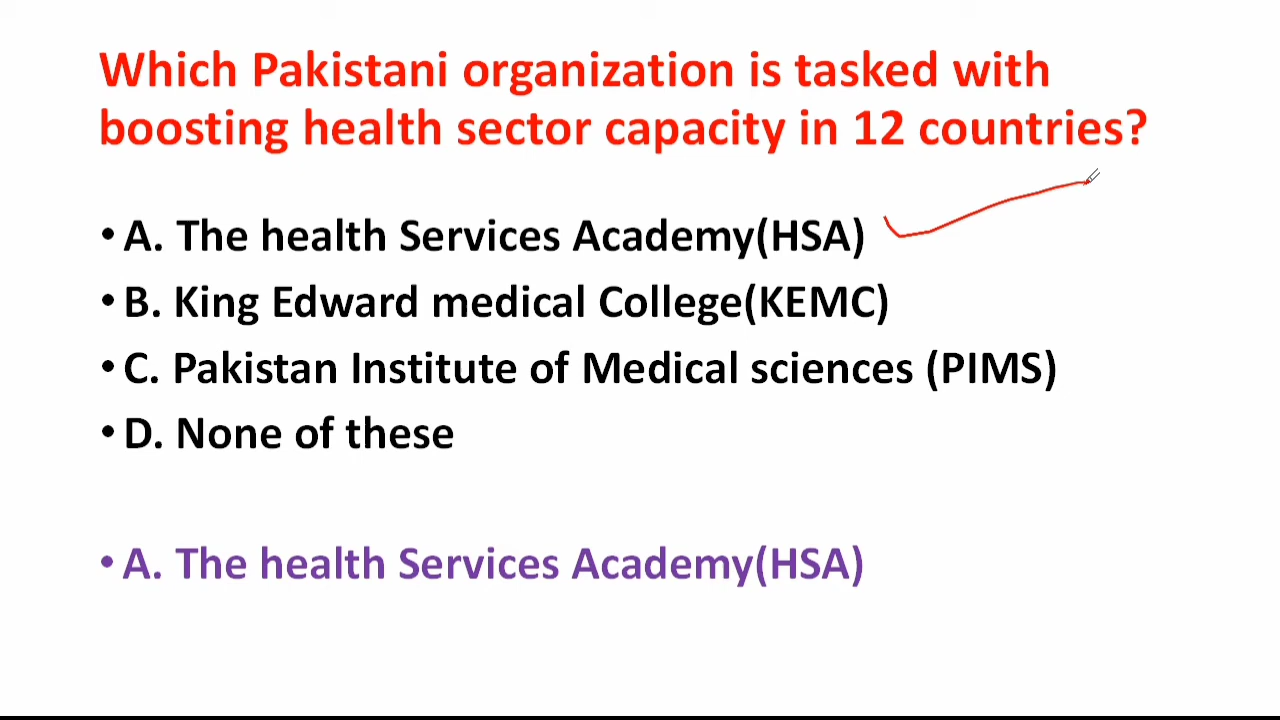 Which Pakistani organization is tasked with
boosting health sector capacity in 12 countries?
• A. The health Services Academy(HSA)
• B. King Edward medical College(KEMC)
• C. Pakistan Institute of Medical sciences (PIMS)
• D. None of these
• A. The health Services Academy(HSA)